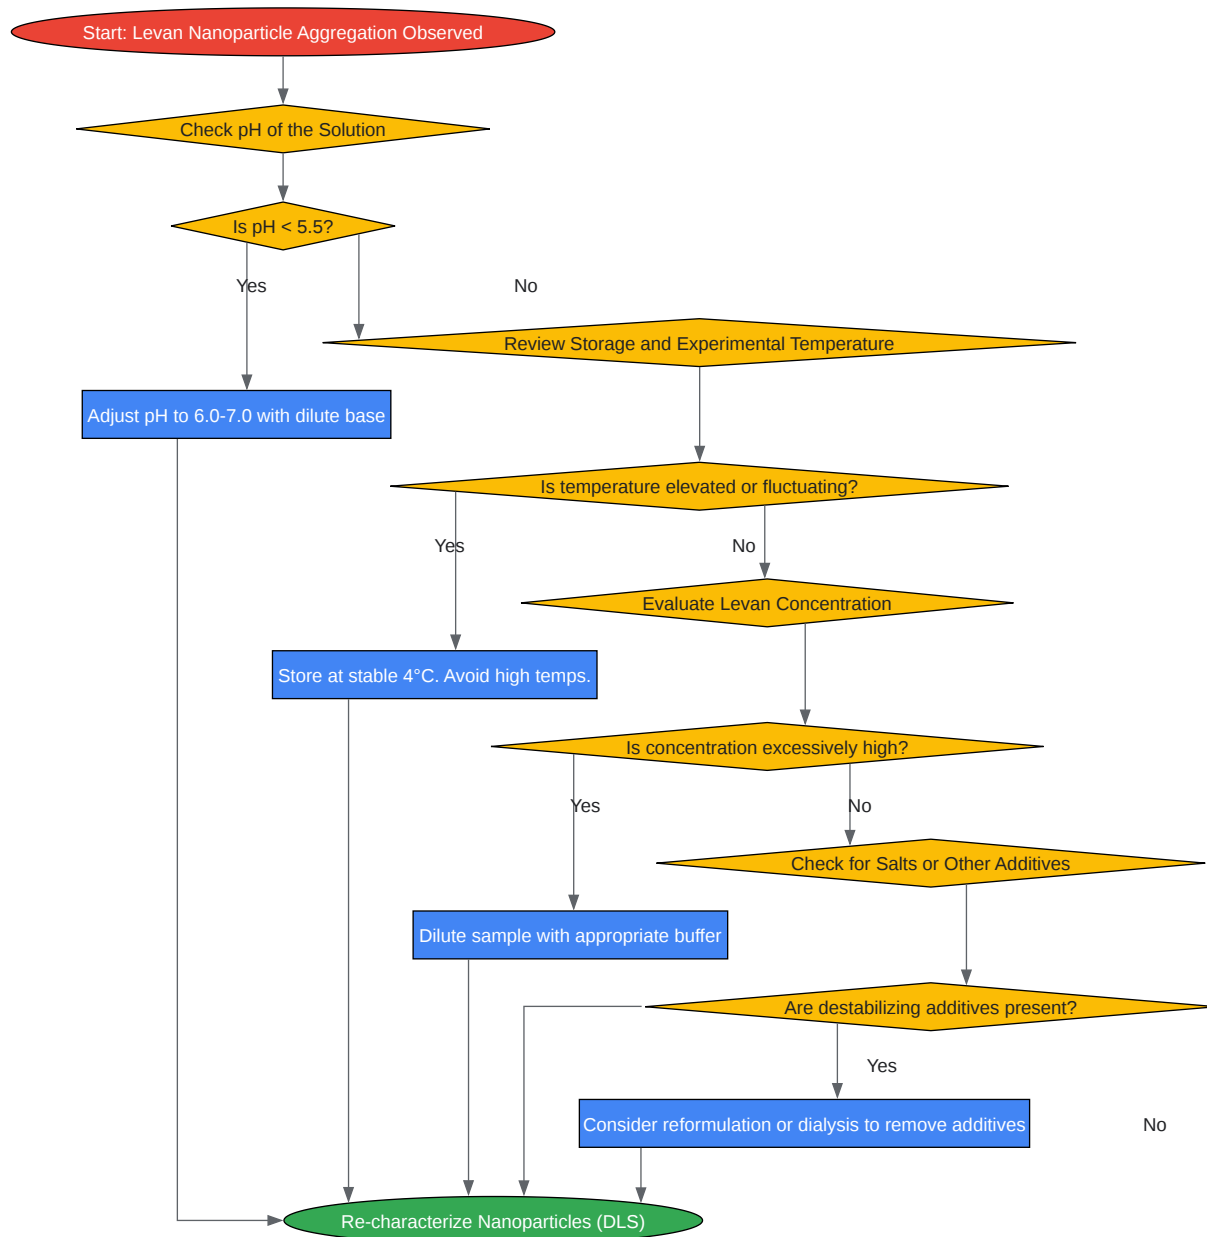 Start: Levan Nanoparticle Aggregation Observed
Check pH of the Solution
Is pH < 5.5?
Yes
No
Review Storage and Experimental Temperature
Adjust pH to 6.0-7.0 with dilute base
Is temperature elevated or fluctuating?
Yes
No
Evaluate Levan Concentration
Store at stable 4°C. Avoid high temps.
Is concentration excessively high?
Yes
No
Check for Salts or Other Additives
Dilute sample with appropriate buffer
Are destabilizing additives present?
Yes
Consider reformulation or dialysis to remove additives
No
Re-characterize Nanoparticles (DLS)